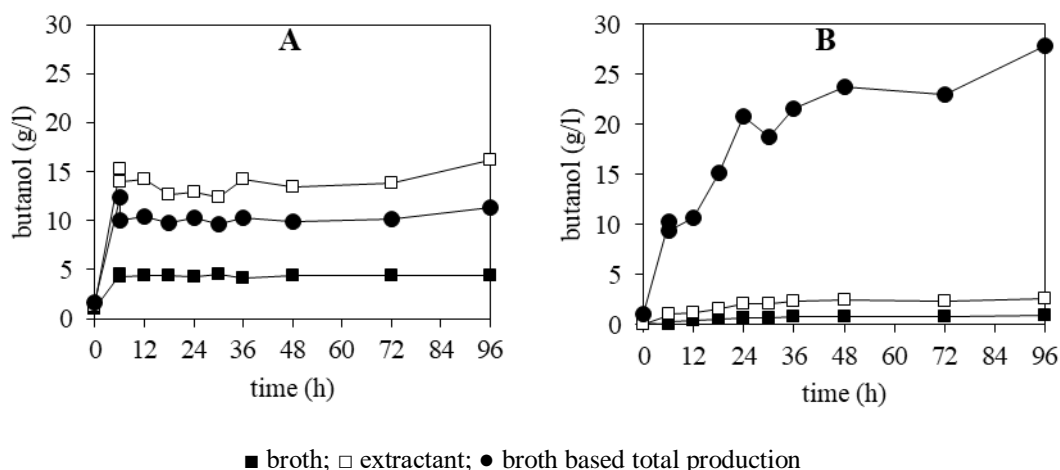 A
30
25
20
15
10
5
0
butanol (g/l)
0 12 24 36 48 60 72 84 96
time (h)
B
30
25
20
15
10
5
0
butanol (g/l)
0 12 24 36 48 60 72 84 96
time (h)
■ broth; □ extractant; ● broth based total production